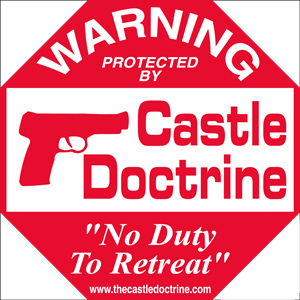 WARNING
PROTECTED
BY
Castle
Doctrine
"No Duty
To Retreat"
www.thecastledoctrine.com